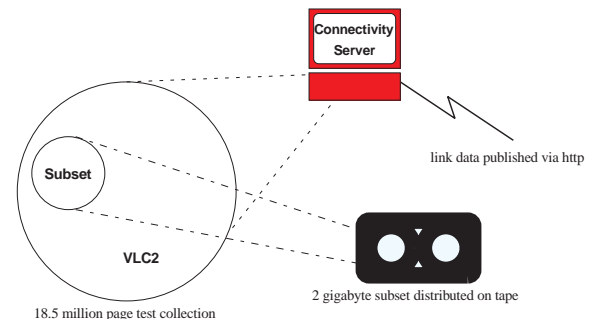 Connectivity
Server
link data published via http
Subset
VLC2
2 gigabyte subset distributed on tape
18.5 million page test collection